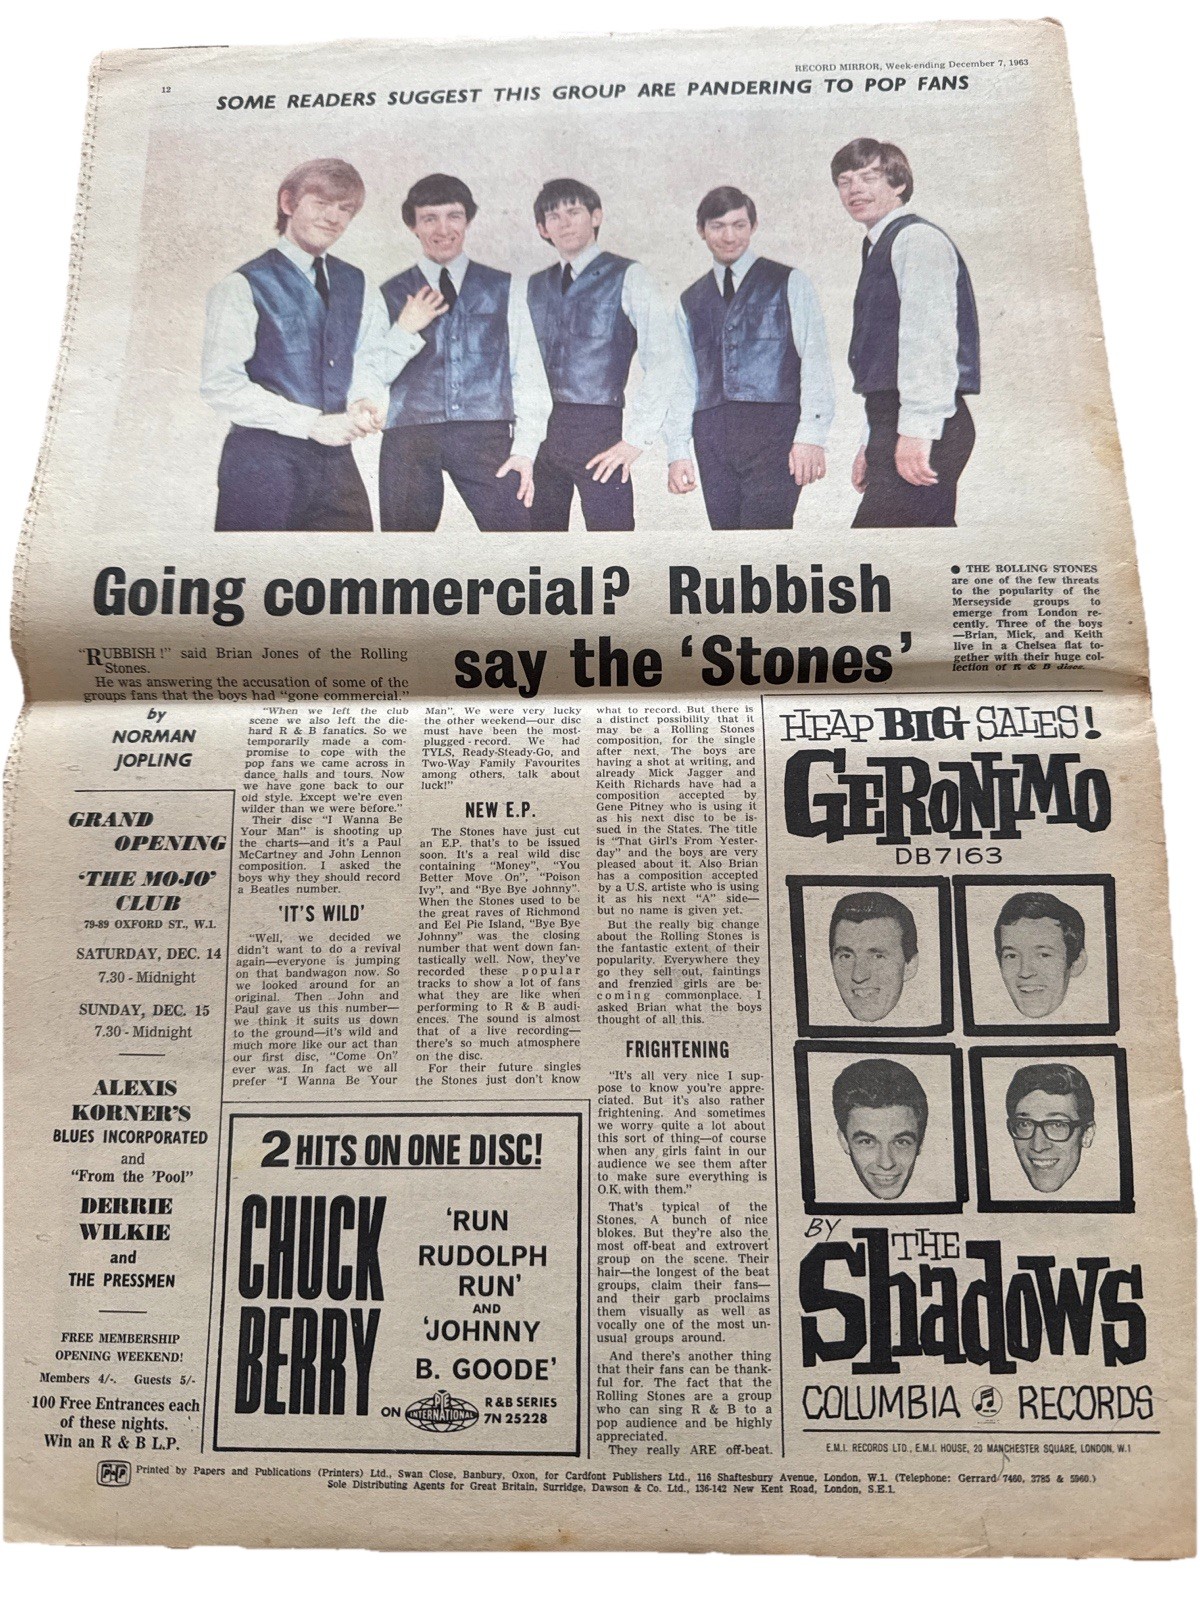 RECORD MIRROR, Week-ending December 7, 1963
12
SOME READERS SUGGEST THIS GROUP ARE PANDERING TO POP FANS
Going commercial? Rubbish
say the 'Stones'
● THE ROLLING STONES
are one of the few threats
to the popularity of the
Merseyside groups to
emerge from London re-
cently. Three of the boys
—Brian, Mick, and Keith
live in a Chelsea flat to-
gether with their huge col-
lection of R & B discs.
"RUBBISH!" said Brian Jones of the Rolling
Stones.
He was answering the accusation of some of the
groups fans that the boys had "gone commercial."
by
NORMAN
JOPLING
"When we left the club
scene we also left the die-
hard R & B fanatics. So we
temporarily made a com-
promise to cope with the
pop fans we came across in
dance halls and tours. Now
we have gone back to our
old style. Except we're even
wilder than we were before."
Their disc "I Wanna Be
Your Man" is shooting up
the charts—and it's a Paul
McCartney and John Lennon
composition. I asked the
boys why they should record
a Beatles number.
'IT'S WILD'
"Well, we decided we
didn't want to do a revival
again—everyone is jumping
on that bandwagon now. So
we looked around for an
original. Then John and
Paul gave us this number—
we think it suits us down
to the ground—it's wild and
much more like our act than
our first disc, "Come On"
ever was. In fact we all
prefer "I Wanna Be Your
Man". We were very lucky
the other weekend—our disc
must have been the most-
plugged-record. We had
TYLS, Ready-Steady-Go, and
Two-Way Family Favourites
among others, talk about
luck!"
NEW E.P.
The Stones have just cut
an E.P. that's to be issued
soon. It's a real wild disc
containing "Money", "You
Better Move On", "Poison
Ivy", and "Bye Bye Johnny".
When the Stones used to be
the great raves of Richmond
and Eel Pie Island, "Bye Bye
Johnny" was the closing
number that went down fan-
tastically well. Now, they've
recorded these popular
tracks to show a lot of fans
what they are like when
performing to R & B audi-
ences. The sound is almost
that of a live recording—
there's so much atmosphere
on the disc.
For their future singles
the Stones just don't know
what to record. But there is
a distinct possibility that it
may be a Rolling Stones
composition, for the single
after next. The boys are
having a shot at writing, and
already Mick Jagger and
Keith Richards have had a
composition accepted by
Gene Pitney who is using it
as his next disc to be is-
sued in the States. The title
is "That Girl's From Yester-
day" and the boys are very
pleased about it. Also Brian
has a composition accepted
by a U.S. artiste who is using
it as his next "A" side—
but no name is given yet.
But the really big change
about the Rolling Stones is
the fantastic extent of their
popularity. Everywhere they
go they sell out, faintings
and frenzied girls are be-
coming commonplace. I
asked Brian what the boys
thought of all this.
FRIGHTENING
"It's all very nice I sup-
pose to know you're appre-
ciated. But it's also rather
frightening. And sometimes
we worry quite a lot about
this sort of thing—of course
when any girls faint in our
audience we see them after
to make sure everything is
O.K. with them."
That's typical of the
Stones. A bunch of nice
blokes. But they're also the
most off-beat and extrovert
group on the scene. Their
hair—the longest of the beat
groups, claim their fans—
and their garb proclaims
them visually as well as
vocally one of the most un-
usual groups around.
And there's another thing
that their fans can be thank-
ful for. The fact that the
Rolling Stones are a group
who can sing R & B to a
pop audience and be highly
appreciated.
They really ARE off-beat.
GRAND
OPENING
'THE MOJO'
CLUB
79-89 OXFORD ST., W.1.
SATURDAY, DEC. 14
7.30 - Midnight
SUNDAY, DEC. 15
7.30 - Midnight
ALEXIS
KORNER'S
BLUES INCORPORATED
and
"From the 'Pool"
DERRIE
WILKIE
and
THE PRESSMEN
FREE MEMBERSHIP
OPENING WEEKEND!
Members 4/-. Guests 5/-
100 Free Entrances each
of these nights.
Win an R & B L.P.
2 HITS ON ONE DISC!
CHUCK
BERRY
'RUN
RUDOLPH
RUN'
AND
'JOHNNY
B. GOODE'
ON
PYE
INTERNATIONAL
R & B SERIES
7N 25228
HEAP BIG SALES!
GERONIMO
DB7163
BY
THE
Shadows
COLUMBIA RECORDS
E.M.I. RECORDS LTD., E.M.I. HOUSE, 20 MANCHESTER SQUARE, LONDON, W.1
Printed by Papers and Publications (Printers) Ltd., Swan Close, Banbury, Oxon, for Cardfont Publishers Ltd., 116 Shaftesbury Avenue, London, W.1. (Telephone: Gerrard 7460, 3785 & 5960.)
Sole Distributing Agents for Great Britain, Surridge, Dawson & Co. Ltd., 136-142 New Kent Road, London, S.E.1.